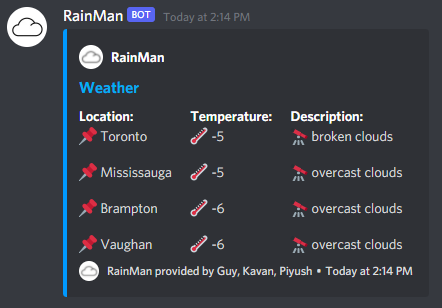 RainMan BOT Today at 2:14 PM
RainMan
Weather
Location: Temperature: Description:
Toronto -5 broken clouds
Mississauga -5 overcast clouds
Brampton -6 overcast clouds
Vaughan -6 overcast clouds
RainMan provided by Guy, Kavan, Piyush • Today at 2:14 PM